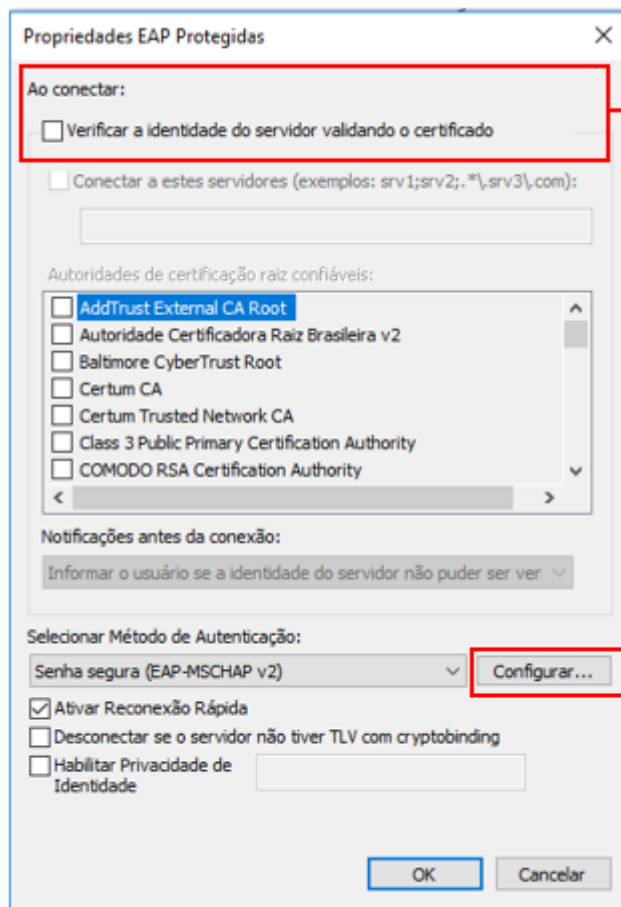 Propriedades EAP Protegidas
Ao conectar:
Verificar a identidade do servidor validando o certificado
Conectar a estes servidores (exemplos: srv1;srv2;.*\.srv3\.com):
Autoridades de certificação raiz confiáveis:
AddTrust External CA Root
Autoridade Certificadora Raiz Brasileira v2
Baltimore CyberTrust Root
Certum CA
Certum Trusted Network CA
Class 3 Public Primary Certification Authority
COMODO RSA Certification Authority
Notificações antes da conexão:
Informar o usuário se a identidade do servidor não puder ser ver
Selecionar Método de Autenticação:
Senha segura (EAP-MSCHAP v2)
Configurar...
Ativar Reconexão Rápida
Desconectar se o servidor não tiver TLV com cryptobinding
Habilitar Privacidade de
Identidade
OK
Cancelar